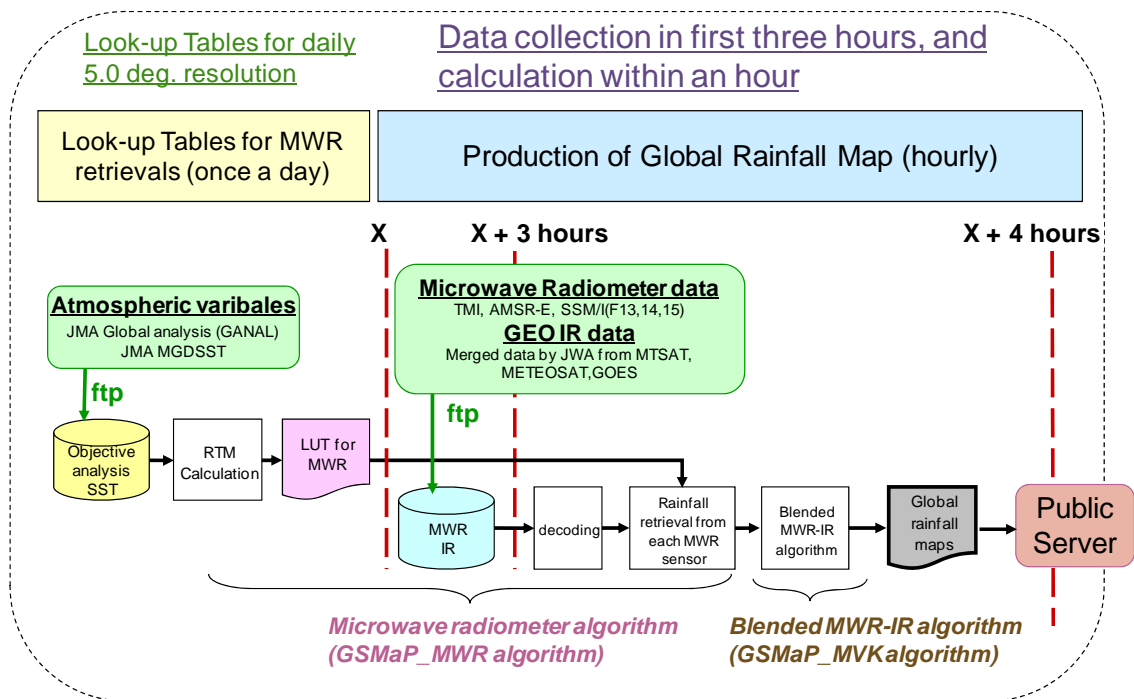 Look-up Tables for daily
5.0 deg. resolution
Data collection in first three hours, and
calculation within an hour
Look-up Tables for MWR
retrievals (once a day)
Production of Global Rainfall Map (hourly)
X
X + 3 hours
X + 4 hours
Atmospheric varibales
JMA Global analysis (GANAL)
JMA MGDSST
Microwave Radiometer data
TMI, AMSR-E, SSM/I(F13,14,15)
GEO IR data
Merged data by JWA from MTSAT,
METEOSAT,GOES
ftp
ftp
Objective
analysis
SST
RTM
Calculation
LUT for
MWR
MWR
IR
decoding
Rainfall
retrieval from
each MWR
sensor
Blended
MWR-IR
algorithm
Global
rainfall
maps
Public
Server
Microwave radiometer algorithm
(GSMaP_MWR algorithm)
Blended MWR-IR algorithm
(GSMaP_MVK algorithm)